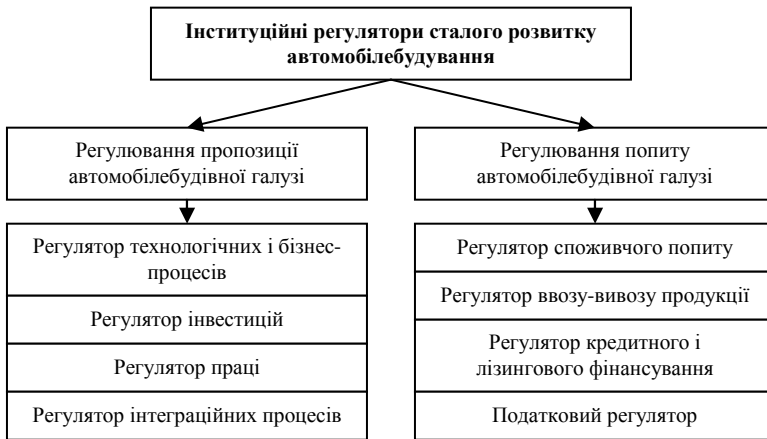 Інституційні регулятори сталого розвитку
автомобілебудування
Регулювання пропозиції
автомобілебудівної галузі
Регулятор технологічних і бізнес-
процесів
Регулятор інвестицій
Регулятор праці
Регулятор інтеграційних процесів
Регулювання попиту
автомобілебудівної галузі
Регулятор споживчого попиту
Регулятор ввозу-вивозу продукції
Регулятор кредитного і
лізингового фінансування
Податковий регулятор